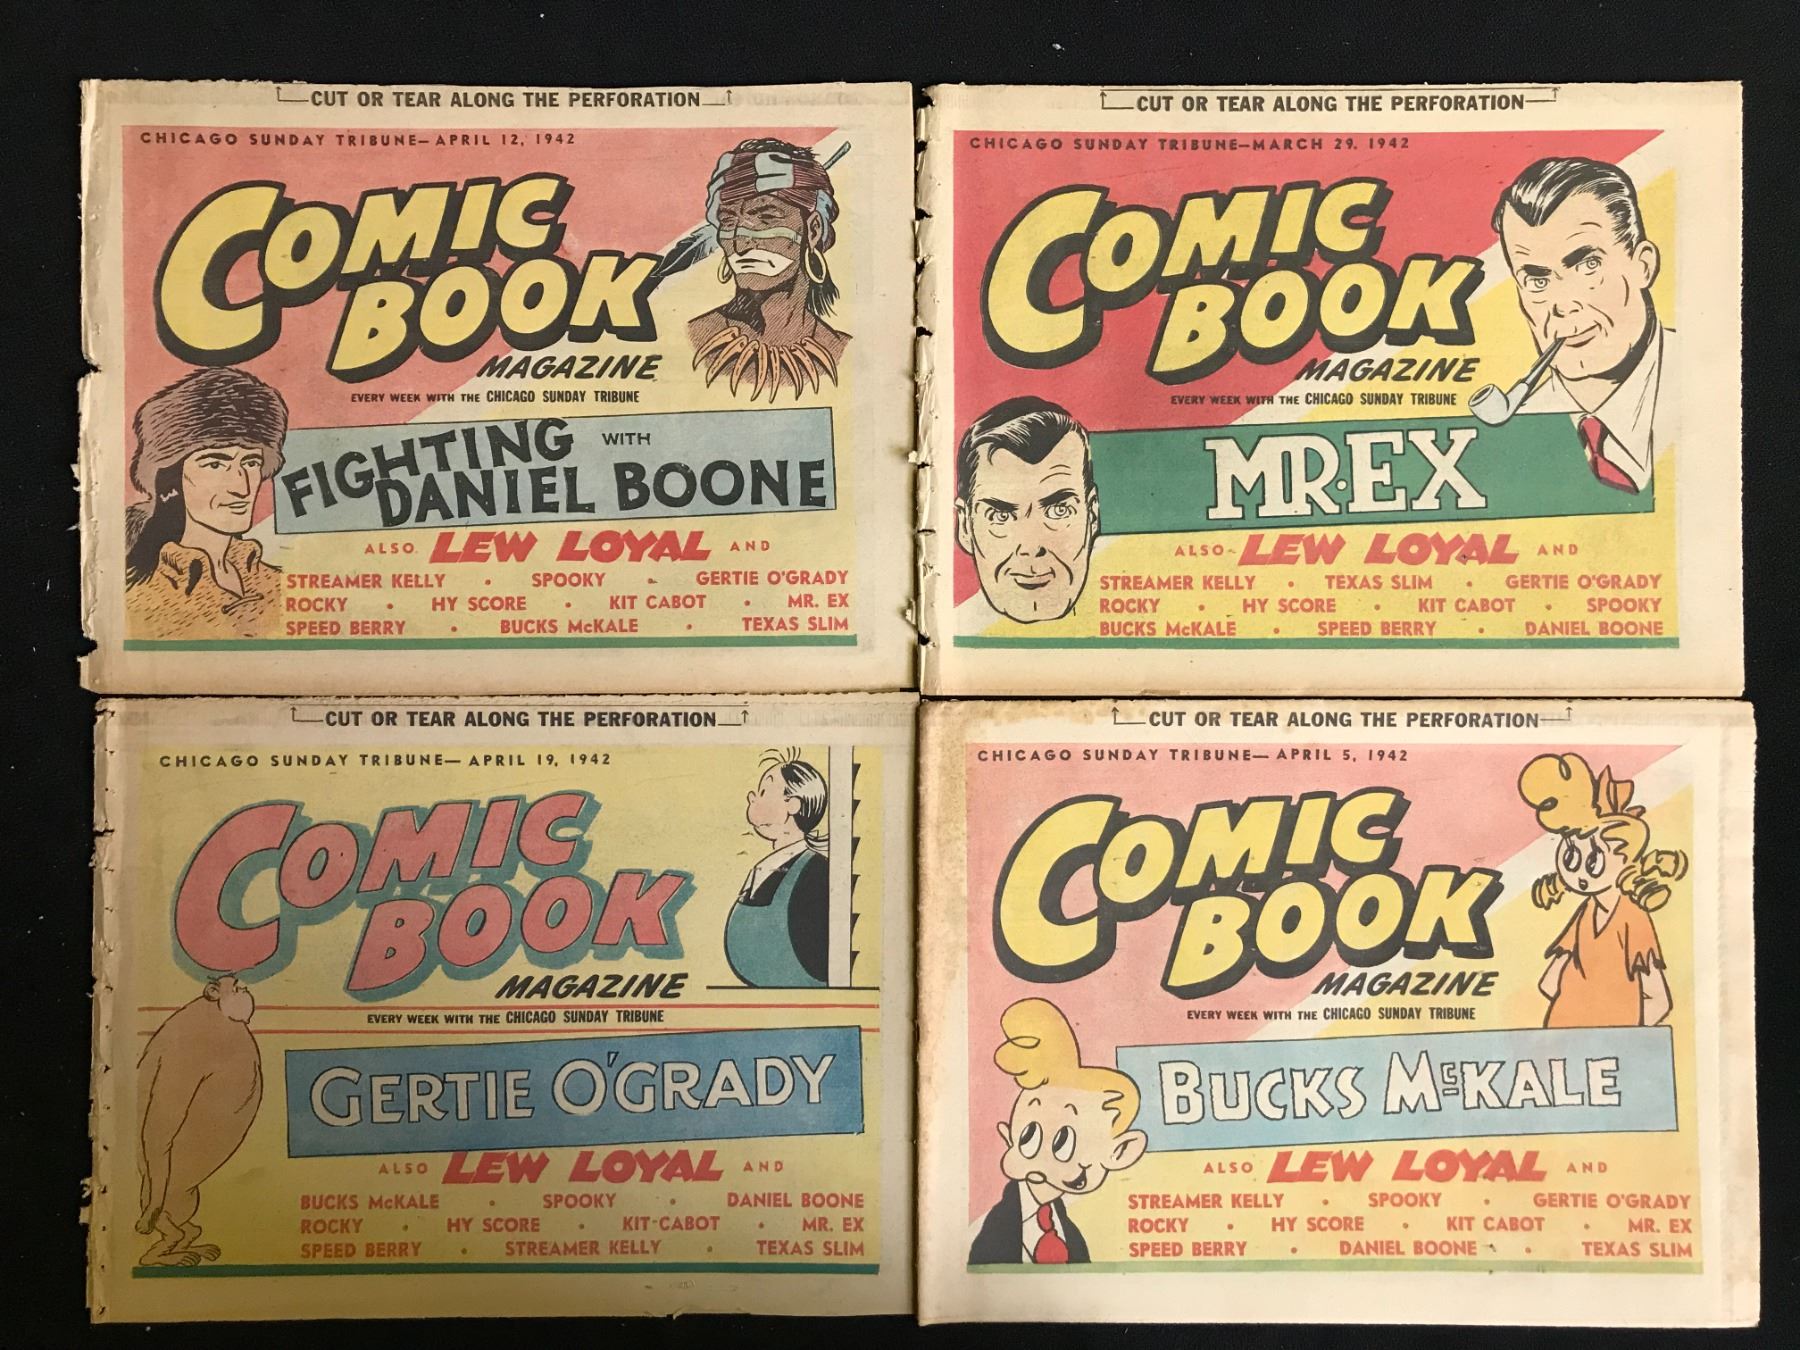 CUT OR TEAR ALONG THE PERFORATION
CHICAGO SUNDAY TRIBUNE—APRIL 12, 1942
COMIC
BOOK
MAGAZINE
EVERY WEEK WITH THE CHICAGO SUNDAY TRIBUNE
FIGHTING WITH
DANIEL BOONE
ALSO LEW LOYAL AND
STREAMER KELLY • SPOOKY • GERTIE O'GRADY
ROCKY • HY SCORE • KIT CABOT • MR. EX
SPEED BERRY • BUCKS McKALE • TEXAS SLIM
CUT OR TEAR ALONG THE PERFORATION
CHICAGO SUNDAY TRIBUNE—MARCH 29, 1942
COMIC
BOOK
MAGAZINE
EVERY WEEK WITH THE CHICAGO SUNDAY TRIBUNE
MR. EX
ALSO LEW LOYAL AND
STREAMER KELLY • TEXAS SLIM • GERTIE O'GRADY
ROCKY • HY SCORE • KIT CABOT • SPOOKY
BUCKS McKALE • SPEED BERRY • DANIEL BOONE
CUT OR TEAR ALONG THE PERFORATION
CHICAGO SUNDAY TRIBUNE—APRIL 19, 1942
COMIC
BOOK
MAGAZINE
EVERY WEEK WITH THE CHICAGO SUNDAY TRIBUNE
GERTIE O'GRADY
ALSO LEW LOYAL AND
BUCKS McKALE • SPOOKY • DANIEL BOONE
ROCKY • HY SCORE • KIT-CABOT • MR. EX
SPEED BERRY • STREAMER KELLY • TEXAS SLIM
CUT OR TEAR ALONG THE PERFORATION
CHICAGO SUNDAY TRIBUNE—APRIL 5, 1942
COMIC
BOOK
MAGAZINE
EVERY WEEK WITH THE CHICAGO SUNDAY TRIBUNE
BUCKS McKALE
ALSO LEW LOYAL AND
STREAMER KELLY • SPOOKY • GERTIE O'GRADY
ROCKY • HY SCORE • KIT CABOT • MR. EX
SPEED BERRY • DANIEL BOONE • TEXAS SLIM